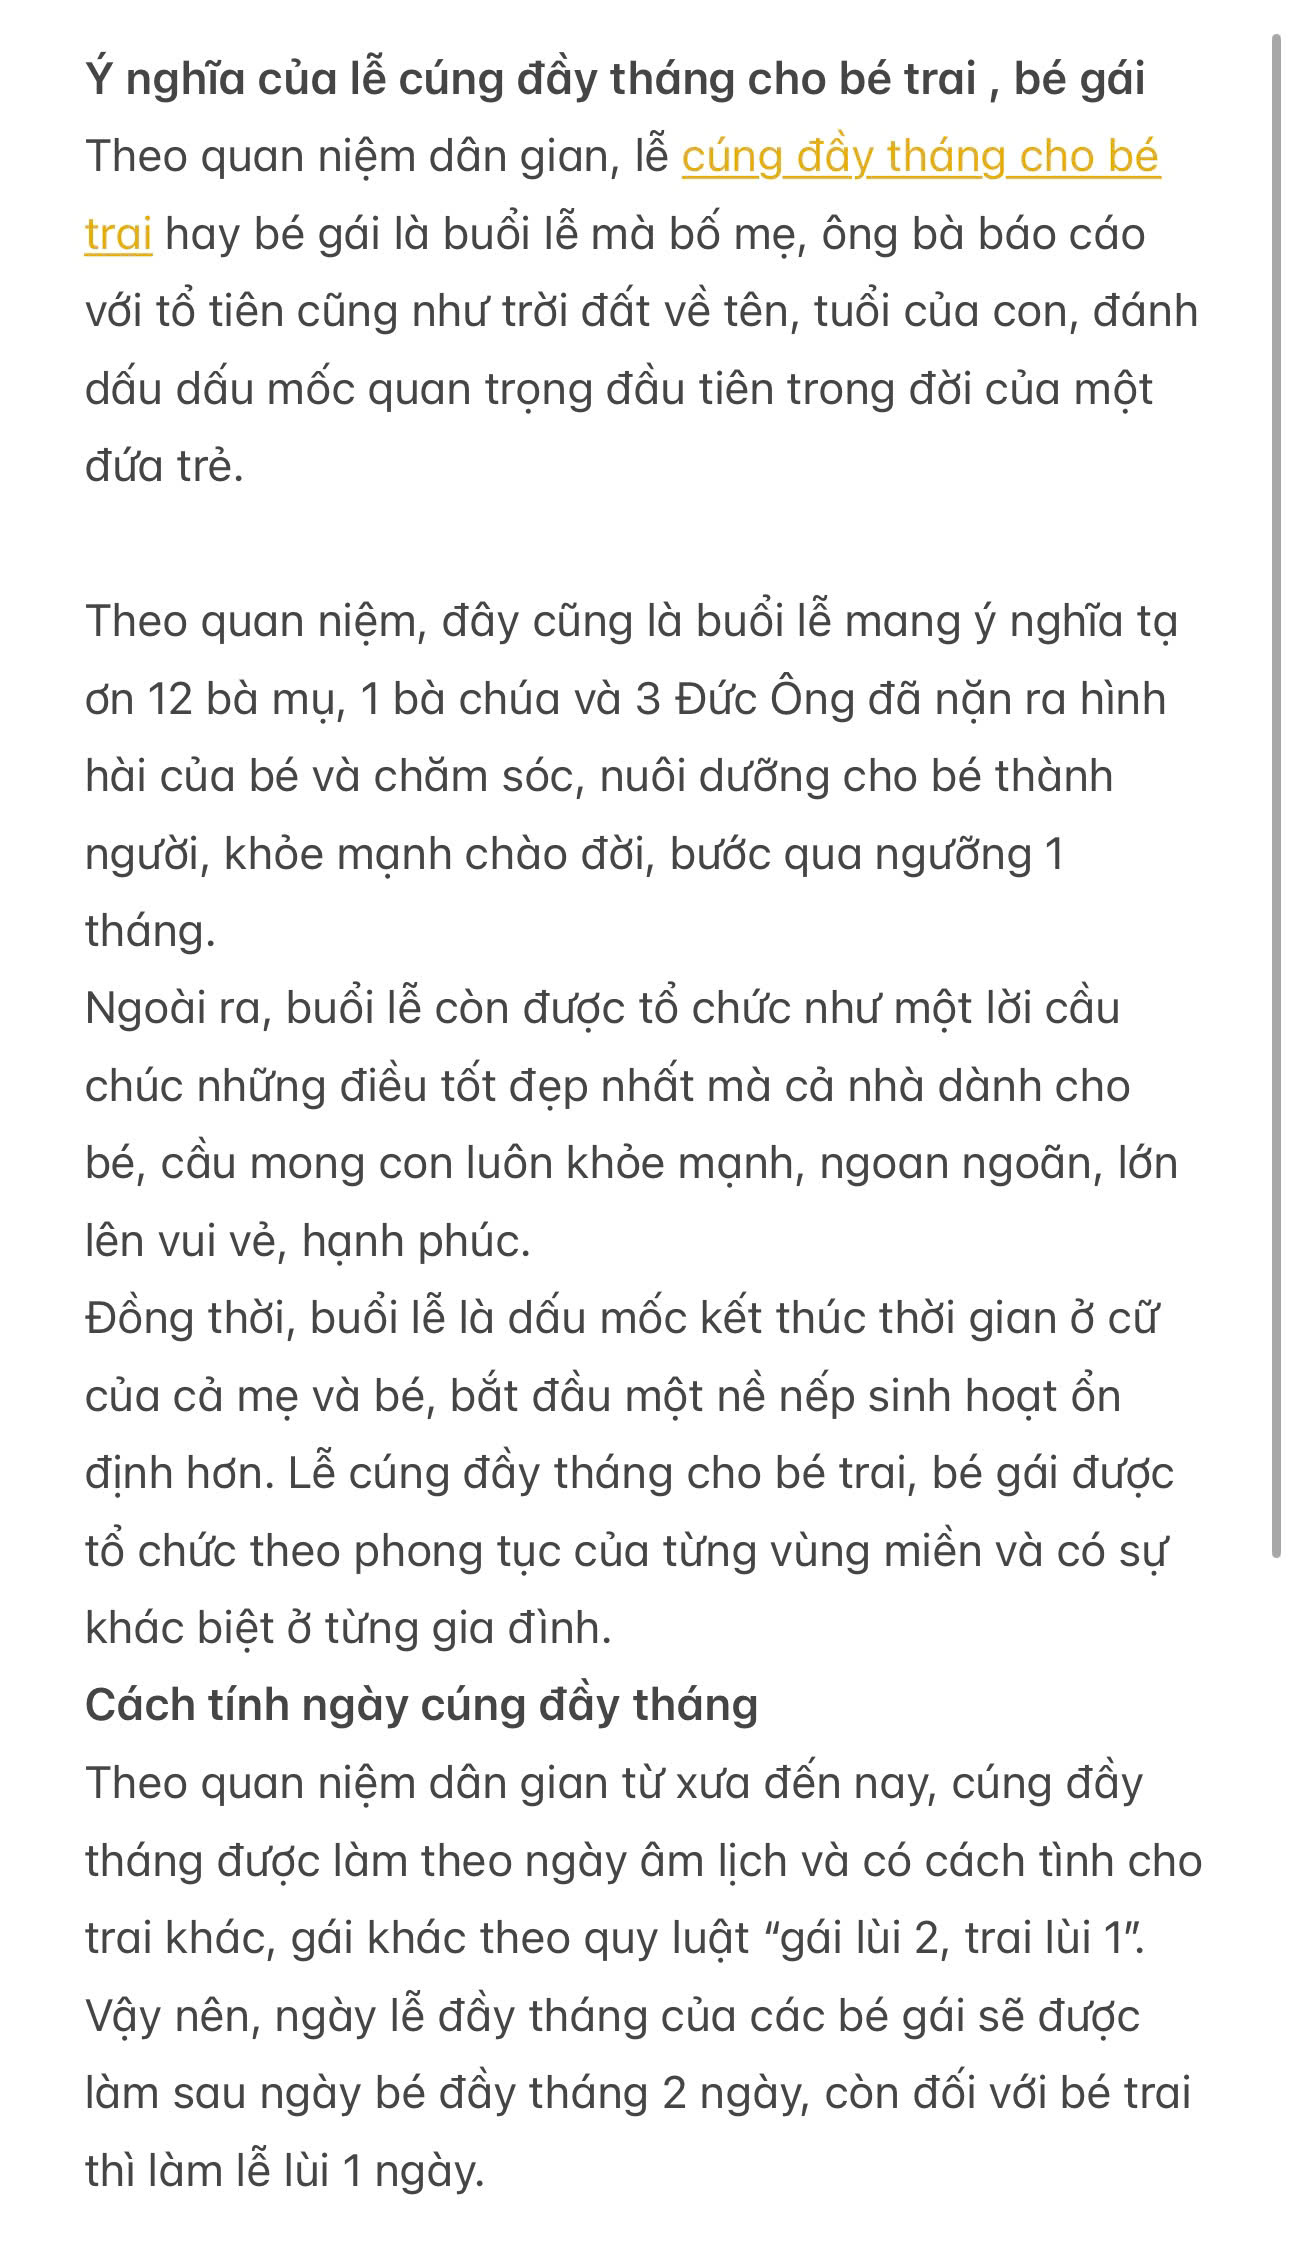 Ý nghĩa của lễ cúng đầy tháng cho bé trai , bé gái
Theo quan niệm dân gian, lễ cúng đầy tháng cho bé
trai hay bé gái là buổi lễ mà bố mẹ, ông bà báo cáo
với tổ tiên cũng như trời đất về tên, tuổi của con, đánh
dấu dấu mốc quan trọng đầu tiên trong đời của một
đứa trẻ.
Theo quan niệm, đây cũng là buổi lễ mang ý nghĩa tạ
ơn 12 bà mụ, 1 bà chúa và 3 Đức Ông đã nặn ra hình
hài của bé và chăm sóc, nuôi dưỡng cho bé thành
người, khỏe mạnh chào đời, bước qua ngưỡng 1
tháng.
Ngoài ra, buổi lễ còn được tổ chức như một lời cầu
chúc những điều tốt đẹp nhất mà cả nhà dành cho
bé, cầu mong con luôn khỏe mạnh, ngoan ngoãn, lớn
lên vui vẻ, hạnh phúc.
Đồng thời, buổi lễ là dấu mốc kết thúc thời gian ở cữ
của cả mẹ và bé, bắt đầu một nề nếp sinh hoạt ổn
định hơn. Lễ cúng đầy tháng cho bé trai, bé gái được
tổ chức theo phong tục của từng vùng miền và có sự
khác biệt ở từng gia đình.
Cách tính ngày cúng đầy tháng
Theo quan niệm dân gian từ xưa đến nay, cúng đầy
tháng được làm theo ngày âm lịch và có cách tình cho
trai khác, gái khác theo quy luật “gái lùi 2, trai lùi 1”.
Vậy nên, ngày lễ đầy tháng của các bé gái sẽ được
làm sau ngày bé đầy tháng 2 ngày, còn đối với bé trai
thì làm lễ lùi 1 ngày.